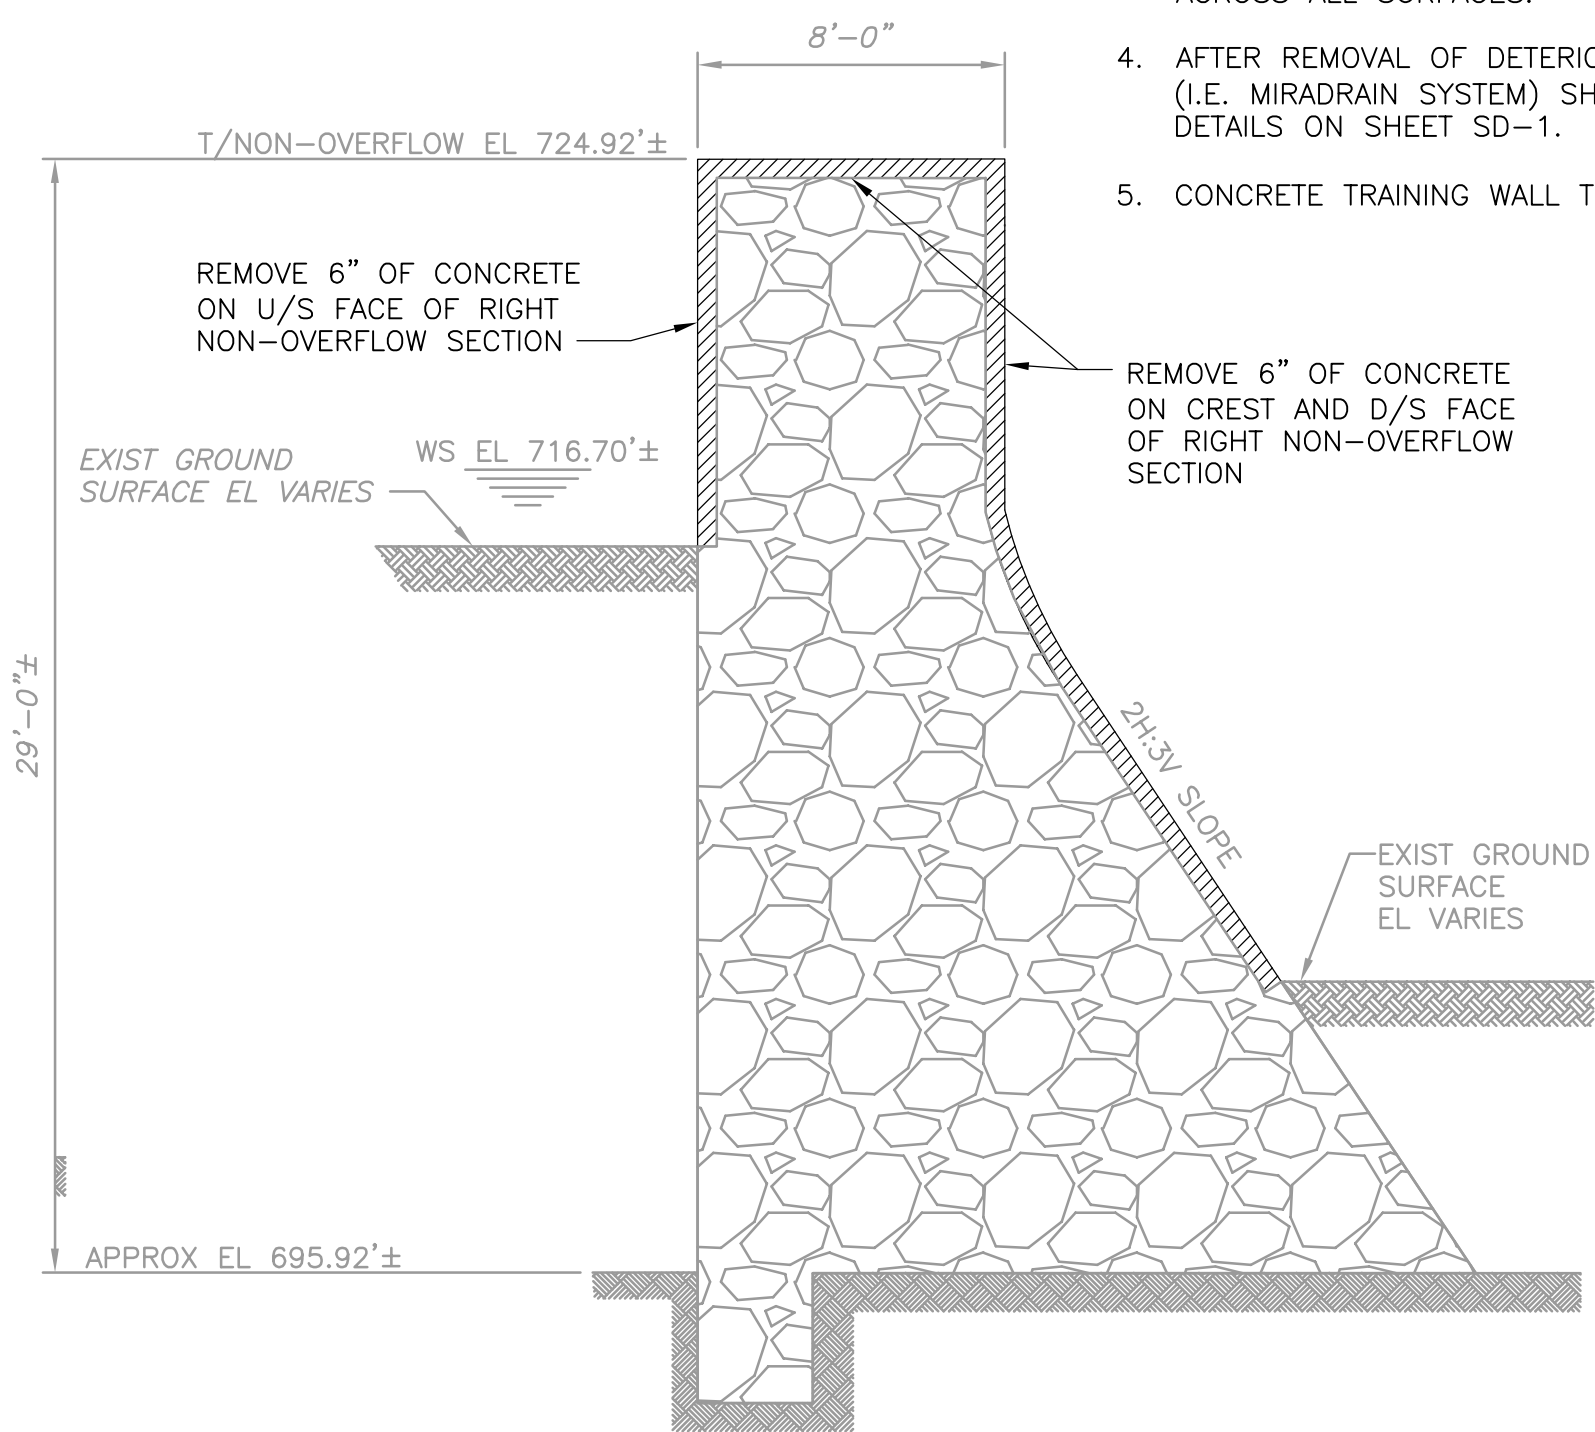 ACROSS ALL SURFACES.
8'-0"
4. AFTER REMOVAL OF
(I.E. MIRADRAIN SYSTEM)
DETAILS ON SHEET SD-1.
T/NON-OVERFLOW EL 724.92'±
5. CONCRETE TRAINING WALL
REMOVE 6" OF CONCRETE
ON U/S FACE OF RIGHT
NON-OVERFLOW SECTION
REMOVE 6" OF CONCRETE
ON CREST AND D/S FACE
OF RIGHT NON-OVERFLOW
SECTION
WS EL 716.70'±
EXIST GROUND
SURFACE EL VARIES
29'-0"±
2H:3V SLOPE
EXIST GROUND
SURFACE
EL VARIES
APPROX EL 695.92'±